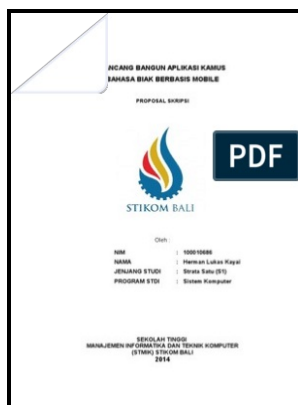 ANCANG BANGUN APLIKASI KAMUS
BAHASA BIAK BERBASIS MOBILE
PROPOSAL SKRIPSI
STIKOM BALI
PDF
Oleh :
NIM : 100010686
NAMA : Herman Lukas Kayai
JENJANG STUDI : Strata Satu (S1)
PROGRAM STDI : Sistem Komputer
SEKOLAH TINGGI
MANAJEMEN INFORMATIKA DAN TEKNIK KOMPUTER
(STMIK) STIKOM BALI
2014